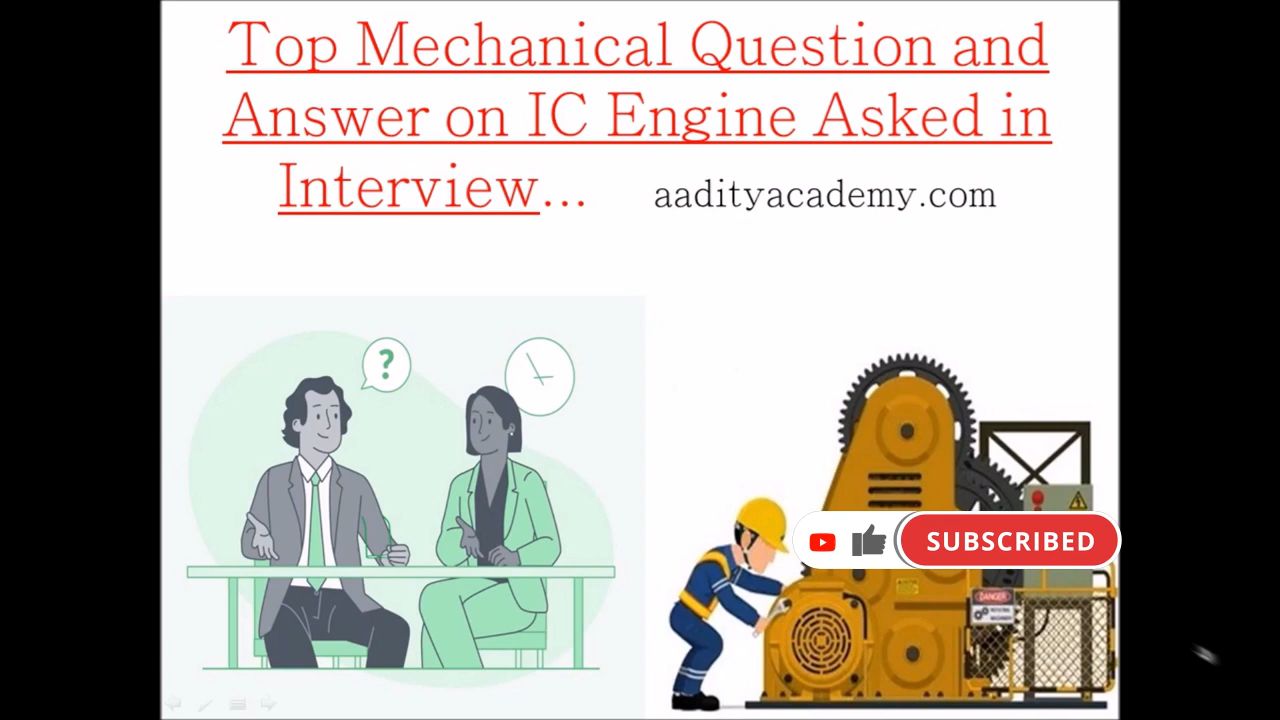 Top Mechanical Question and
Answer on IC Engine Asked in
Interview... aadityacademy.com
?
SUBSCRIBED
DANGER